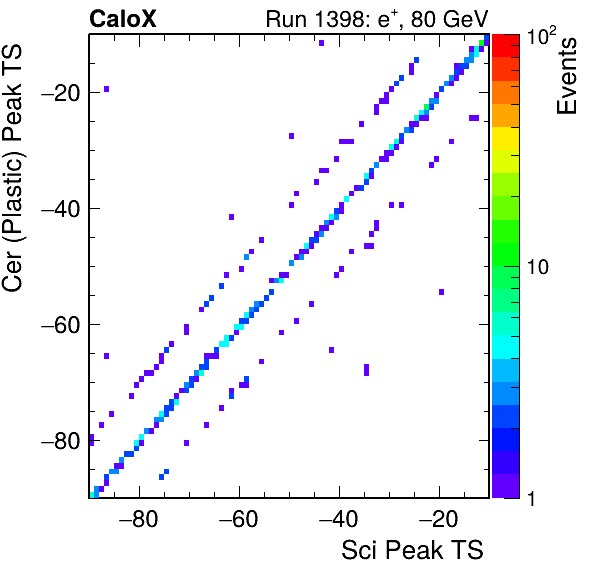 CaloX
Run 1398: e+, 80 GeV
Cer (Plastic) Peak TS
−20
−40
−60
−80
−80
−60
−40
−20
Sci Peak TS
10²
10
1
Events